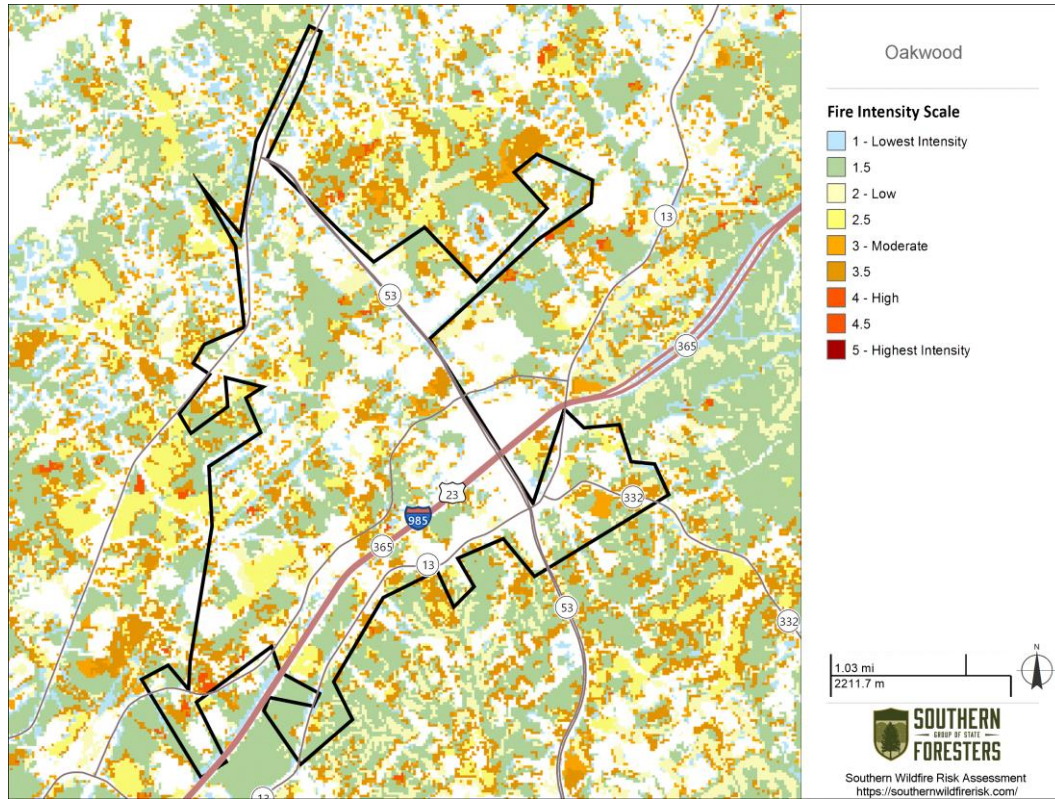 Oakwood
Fire Intensity Scale
1 - Lowest Intensity
1.5
2 - Low
2.5
3 - Moderate
3.5
4 - High
4.5
5 - Highest Intensity
13
53
365
23
332
985
365
13
53
332
13
1.03 mi
2211.7 m
N
SOUTHERN
GROUP OF STATE
FORESTERS
Southern Wildfire Risk Assessment
https://southernwildfirerisk.com/